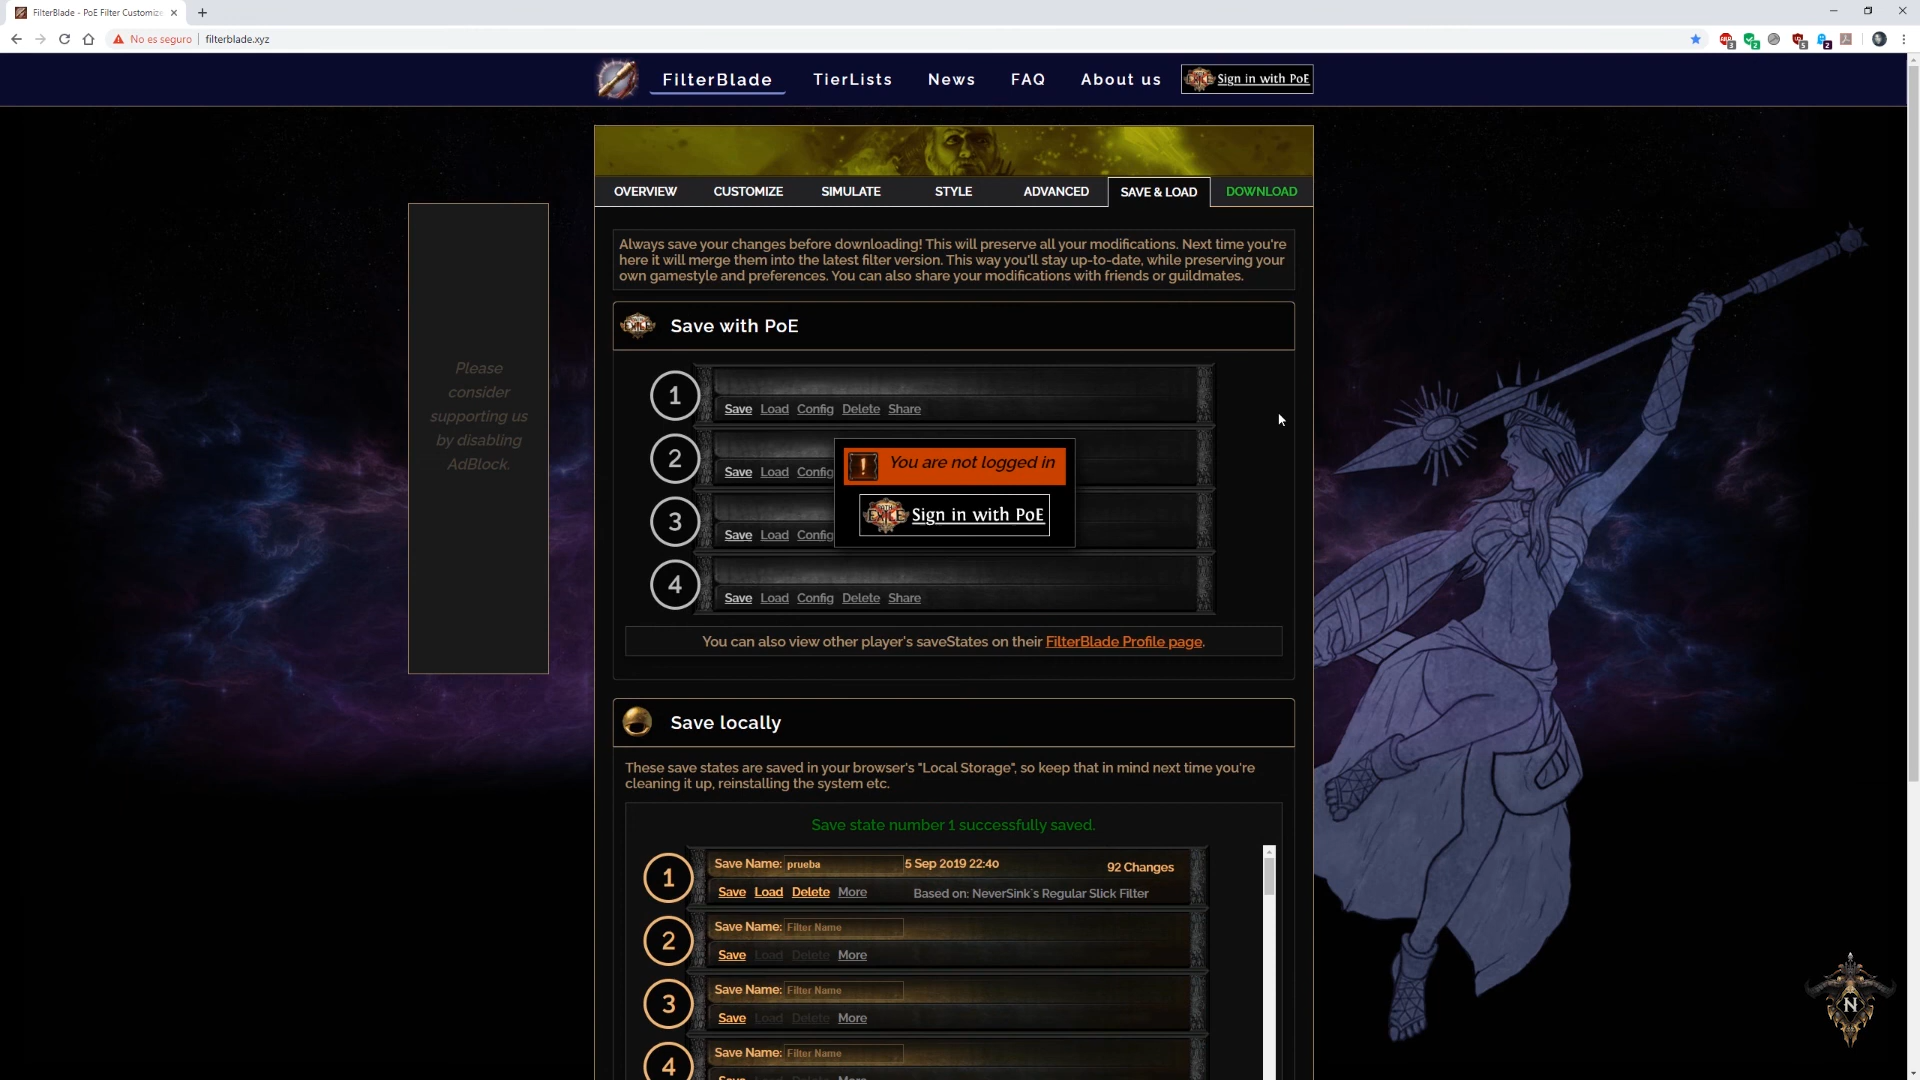 FilterBlade - PoE Filter Customize
No es seguro
filterblade.xyz
FilterBlade
TierLists
News
FAQ
About us
Sign in with PoE
OVERVIEW
CUSTOMIZE
SIMULATE
STYLE
ADVANCED
SAVE & LOAD
DOWNLOAD
Always save your changes before downloading! This will preserve all your modifications. Next time you're
here it will merge them into the latest filter version. This way you'll stay up-to-date, while preserving your
own gamestyle and preferences. You can also share your modifications with friends or guildmates.
Please
consider
supporting us
by disabling
AdBlock.
Save with PoE
1
Save Load Config Delete Share
2
Save Load Config
You are not logged in
Sign in with PoE
3
Save Load Config
4
Save Load Config Delete Share
You can also view other player's saveStates on their FilterBlade Profile page.
Save locally
These save states are saved in your browser's "Local Storage", so keep that in mind next time you're
cleaning it up, reinstalling the system etc.
Save state number 1 successfully saved.
1
Save Name: prueba 5 Sep 2019 22:40 92 Changes
Save Load Delete More Based on: NeverSink`s Regular Slick Filter
2
Save Name: Filter Name
Save Load Delete More
3
Save Name: Filter Name
Save Load Delete More
4
Save Name: Filter Name
N